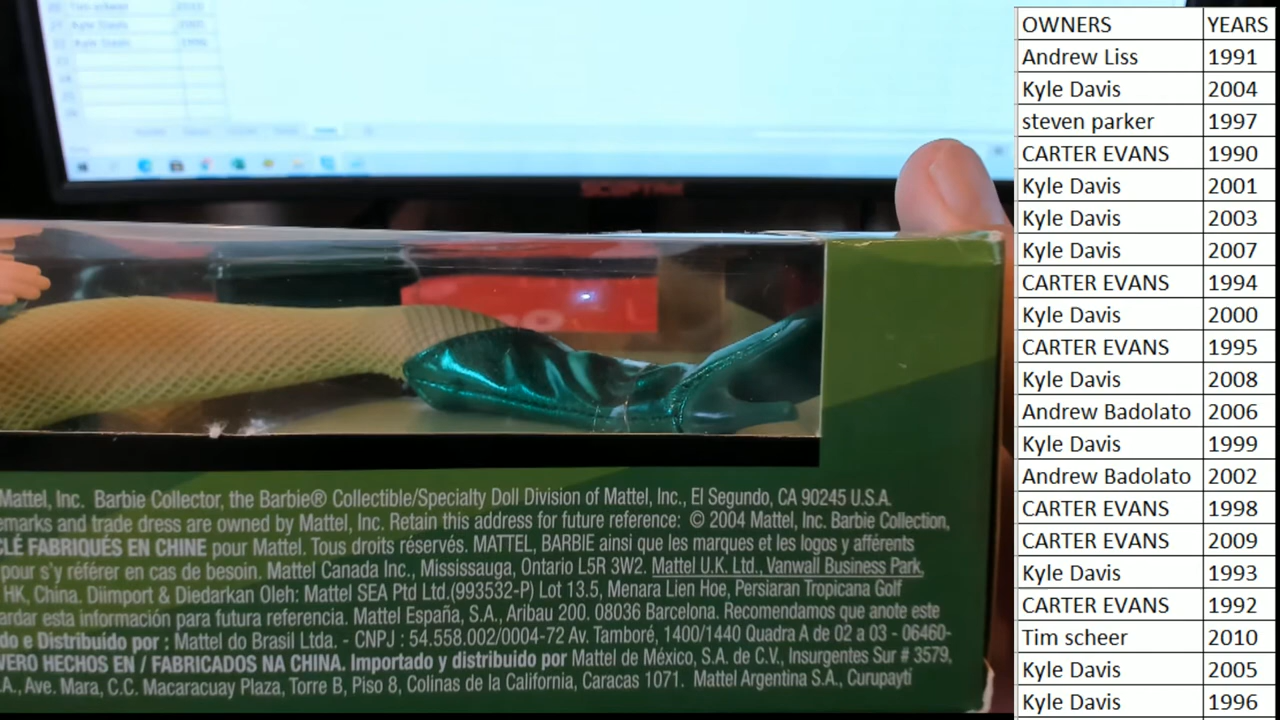 Mattel, Inc. Barbie Collector, the Barbie® Collectible/Specialty Doll Division of Mattel, Inc., El Segundo, CA 90245 U.S.A.
emarks and trade dress are owned by Mattel, Inc. Retain this address for future reference: © 2004 Mattel, Inc. Barbie Collection,
CLÉ FABRIQUÉS EN CHINE pour Mattel. Tous droits réservés. MATTEL, BARBIE ainsi que les marques et les logos y afférents
pour s'y référer en cas de besoin. Mattel Canada Inc., Mississauga, Ontario L5R 3W2. Mattel U.K. Ltd., Vanwall Business Park,
HK, China. Diimport & Diedarkan Oleh: Mattel SEA Ptd Ltd.(993532-P) Lot 13.5, Menara Lien Hoe, Persiaran Tropicana Golf
ardar esta información para futura referencia. Mattel España, S.A., Aribau 200. 08036 Barcelona. Recomendamos que anote este
do e Distribuído por : Mattel do Brasil Ltda. - CNPJ : 54.558.002/0004-72 Av. Tamboré, 1400/1440 Quadra A de 02 a 03 - 06460-
VERO HECHOS EN / FABRICADOS NA CHINA. Importado y distribuido por Mattel de México, S.A. de C.V., Insurgentes Sur # 3579,
.A., Ave. Mara, C.C. Macaracuay Plaza, Torre B, Piso 8, Colinas de la California, Caracas 1071. Mattel Argentina S.A., Curupaytí
OWNERS YEARS
Andrew Liss 1991
Kyle Davis 2004
steven parker 1997
CARTER EVANS 1990
Kyle Davis 2001
Kyle Davis 2003
Kyle Davis 2007
CARTER EVANS 1994
Kyle Davis 2000
CARTER EVANS 1995
Kyle Davis 2008
Andrew Badolato 2006
Kyle Davis 1999
Andrew Badolato 2002
CARTER EVANS 1998
CARTER EVANS 2009
Kyle Davis 1993
CARTER EVANS 1992
Tim scheer 2010
Kyle Davis 2005
Kyle Davis 1996